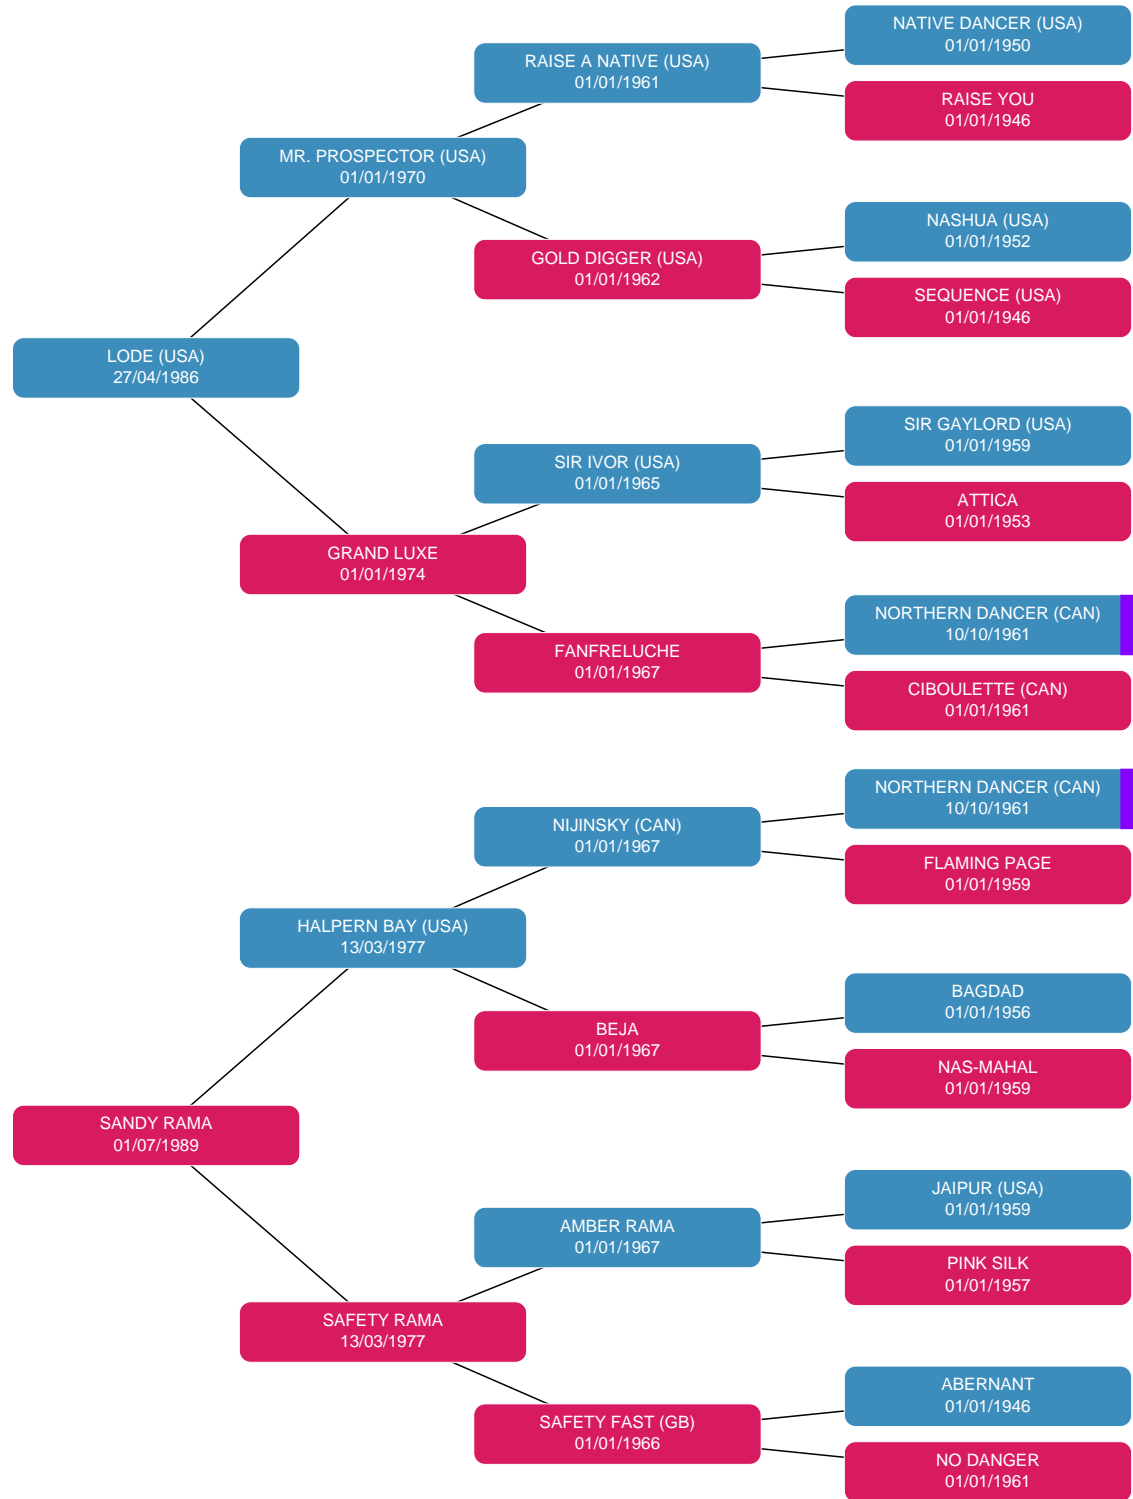 NATIVE DANCER (USA)
01/01/1950
RAISE A NATIVE (USA)
01/01/1961
RAISE YOU
01/01/1946
MR. PROSPECTOR (USA)
01/01/1970
NASHUA (USA)
01/01/1952
GOLD DIGGER (USA)
01/01/1962
SEQUENCE (USA)
01/01/1946
LODE (USA)
27/04/1986
SIR GAYLORD (USA)
01/01/1959
SIR IVOR (USA)
01/01/1965
ATTICA
01/01/1953
GRAND LUXE
01/01/1974
NORTHERN DANCER (CAN)
10/10/1961
FANFRELUCHE
01/01/1967
CIBOULETTE (CAN)
01/01/1961
NORTHERN DANCER (CAN)
10/10/1961
NIJINSKY (CAN)
01/01/1967
FLAMING PAGE
01/01/1959
HALPERN BAY (USA)
13/03/1977
BAGDAD
01/01/1956
BEJA
01/01/1967
NAS-MAHAL
01/01/1959
SANDY RAMA
01/07/1989
JAIPUR (USA)
01/01/1959
AMBER RAMA
01/01/1967
PINK SILK
01/01/1957
SAFETY RAMA
13/03/1977
ABERNANT
01/01/1946
SAFETY FAST (GB)
01/01/1966
NO DANGER
01/01/1961